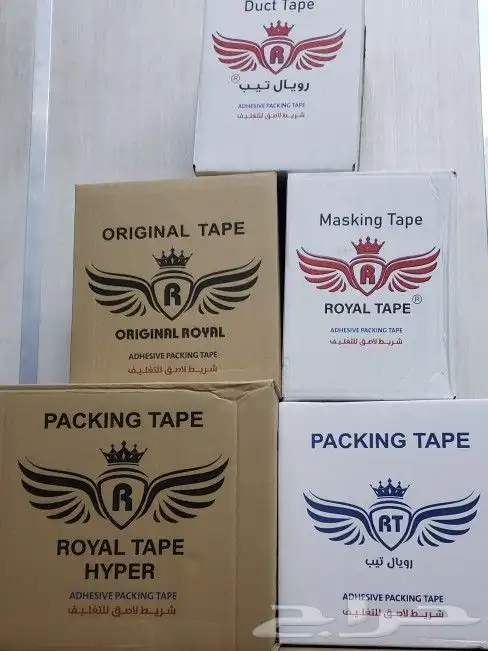 Duct Tape
R
رويال تيب ®
ADHESIVE PACKING TAPE
شريط لاصق للتغليف
ORIGINAL TAPE
R
ORIGINAL ROYAL
ADHESIVE PACKING TAPE
شريط لاصق للتغليف
Masking Tape
R
ROYAL TAPE ®
ADHESIVE PACKING TAPE
شريط لاصق للتغليف
PACKING TAPE
R
ROYAL TAPE
HYPER
ADHESIVE PACKING TAPE
شريط لاصق للتغليف
PACKING TAPE
RT
رويال تيب
ADHESIVE PACKING TAPE
شريط لاصق للتغليف
حراج